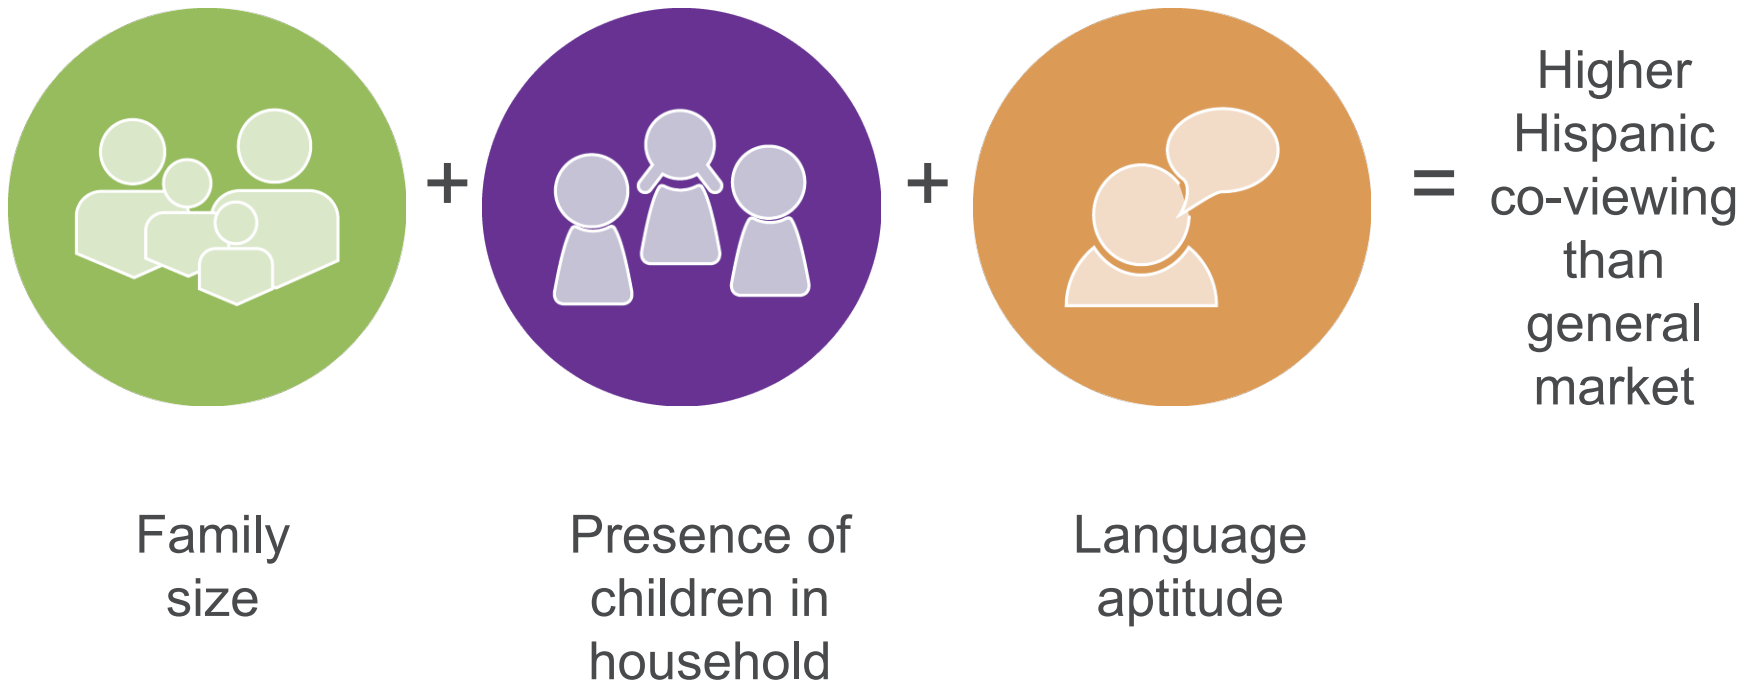 +
+
=
Higher
Hispanic
co-viewing
than
general
market
Family
size
Presence of
children in
household
Language
aptitude